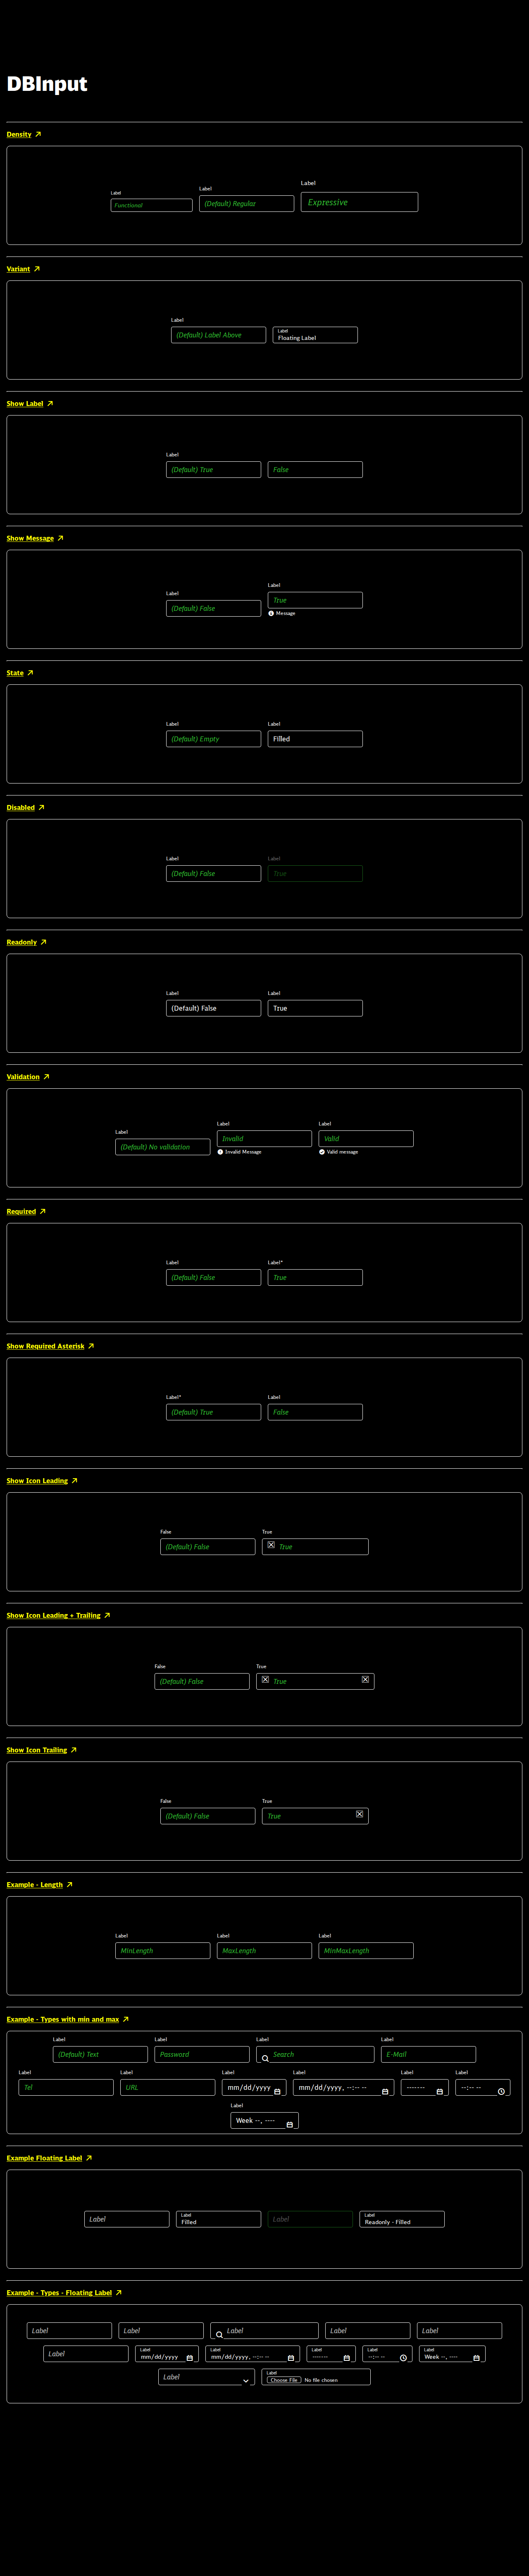 DBInput
Density
Label Label Label
Functional (Default) Regular Expressive
Variant
Label Label
(Default) Label Above Floating Label
Show Label
Label
(Default) True False
Show Message
Label Label
(Default) False True
Message
State
Label Label
(Default) Empty Filled
Disabled
Label Label
(Default) False True
Readonly
Label Label
(Default) False True
Validation
Label Label Label
(Default) No validation Invalid Valid
Invalid Message Valid message
Required
Label Label*
(Default) False True
Show Required Asterisk
Label* Label
(Default) True False
Show Icon Leading
False True
(Default) False True
Show Icon Leading + Trailing
False True
(Default) False True
Show Icon Trailing
False True
(Default) False True
Example - Length
Label Label Label
MinLength MaxLength MinMaxLength
Example - Types with min and max
Label Label Label Label
(Default) Text Password Search E-Mail
Label Label Label Label Label Label
Tel URL mm/dd/yyyy mm/dd/yyyy, --:-- -- ------- --:-- --
Label
Week --, ----
Example Floating Label
Label Label Filled Label Label Readonly - Filled
Example - Types - Floating Label
Label Label Label Label Label
Label Label Label Label Label Label
mm/dd/yyyy mm/dd/yyyy, --:-- -- ------- --:-- -- Week --, ----
Label Label
Choose File No file chosen